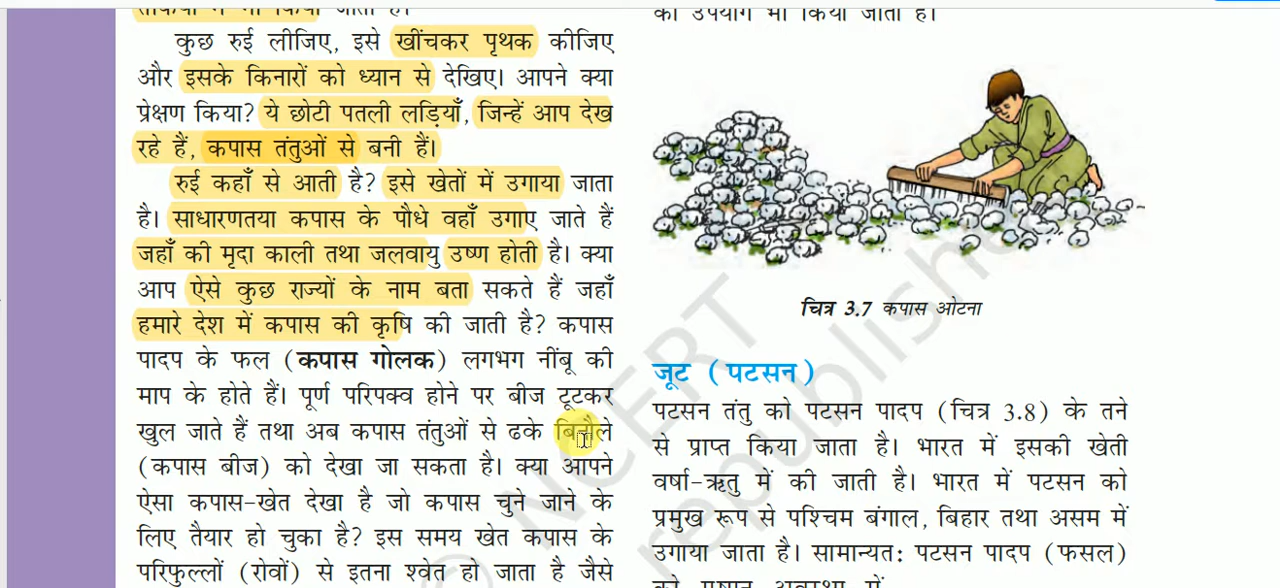 कुछ रुई लीजिए, इसे खींचकर पृथक कीजिए
और इसके किनारों को ध्यान से देखिए। आपने क्या
प्रेक्षण किया? ये छोटी पतली लड़ियाँ, जिन्हें आप देख
रहे हैं, कपास तंतुओं से बनी हैं।
रुई कहाँ से आती है? इसे खेतों में उगाया जाता
है। साधारणतया कपास के पौधे वहाँ उगाए जाते हैं
जहाँ की मृदा काली तथा जलवायु उष्ण होती है। क्या
आप ऐसे कुछ राज्यों के नाम बता सकते हैं जहाँ
हमारे देश में कपास की कृषि की जाती है? कपास
पादप के फल (कपास गोलक) लगभग नींबू की
माप के होते हैं। पूर्ण परिपक्व होने पर बीज टूटकर
खुल जाते हैं तथा अब कपास तंतुओं से ढके बिनौले
(कपास बीज) को देखा जा सकता है। क्या आपने
ऐसा कपास-खेत देखा है जो कपास चुने जाने के
लिए तैयार हो चुका है? इस समय खेत कपास के
परिफुल्लों (रोवों) से इतना श्वेत हो जाता है जैसे
को उपयोग भी किया जाता है।
चित्र 3.7 कपास ओटना
जूट (पटसन)
पटसन तंतु को पटसन पादप (चित्र 3.8) के तने
से प्राप्त किया जाता है। भारत में इसकी खेती
वर्षा-ऋतु में की जाती है। भारत में पटसन को
प्रमुख रूप से पश्चिम बंगाल, बिहार तथा असम में
उगाया जाता है। सामान्यत: पटसन पादप (फसल)
© NCERT
republished